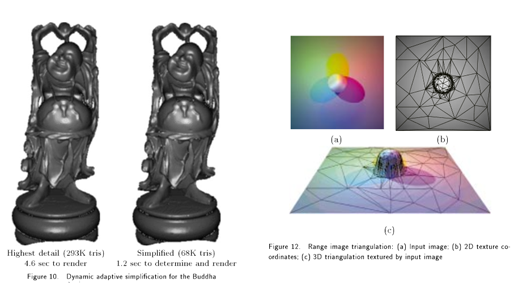 Highest detail (293K tris)
4.6 sec to render
Simplified (68K tris)
1.2 sec to determine and render
Figure 10. Dynamic adaptive simplification for the Buddha
(a)
(b)
(c)
Figure 12. Range image triangulation: (a) Input image; (b) 2D texture co-
ordinates; (c) 3D triangulation textured by input image